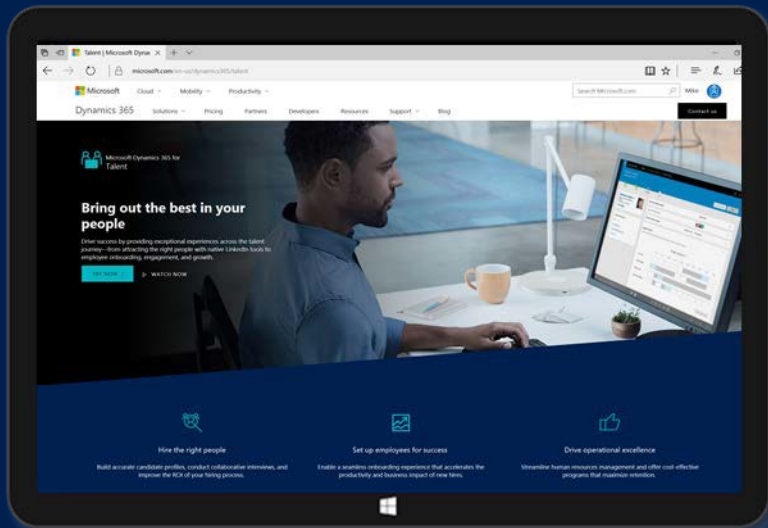 Talent | Microsoft Dynar
microsoft.com/en-us/dynamics365/talent
Microsoft Cloud Mobility Productivity Search Microsoft.com Mike
Dynamics 365 Solutions Pricing Partners Developers Resources Support Blog Contact us
Microsoft Dynamics 365 for
Talent
Bring out the best in your
people
Drive success by providing exceptional experiences across the talent
journey—from attracting the right people with native LinkedIn tools to
employee onboarding, engagement, and growth.
TRY NOW WATCH NOW
Hire the right people
Build accurate candidate profiles, conduct collaborative interviews, and
improve the ROI of your hiring process.
Set up employees for success
Enable a seamless onboarding experience that accelerates the
productivity and business impact of new hires.
Drive operational excellence
Streamline human resources management and offer cost-effective
programs that maximize retention.